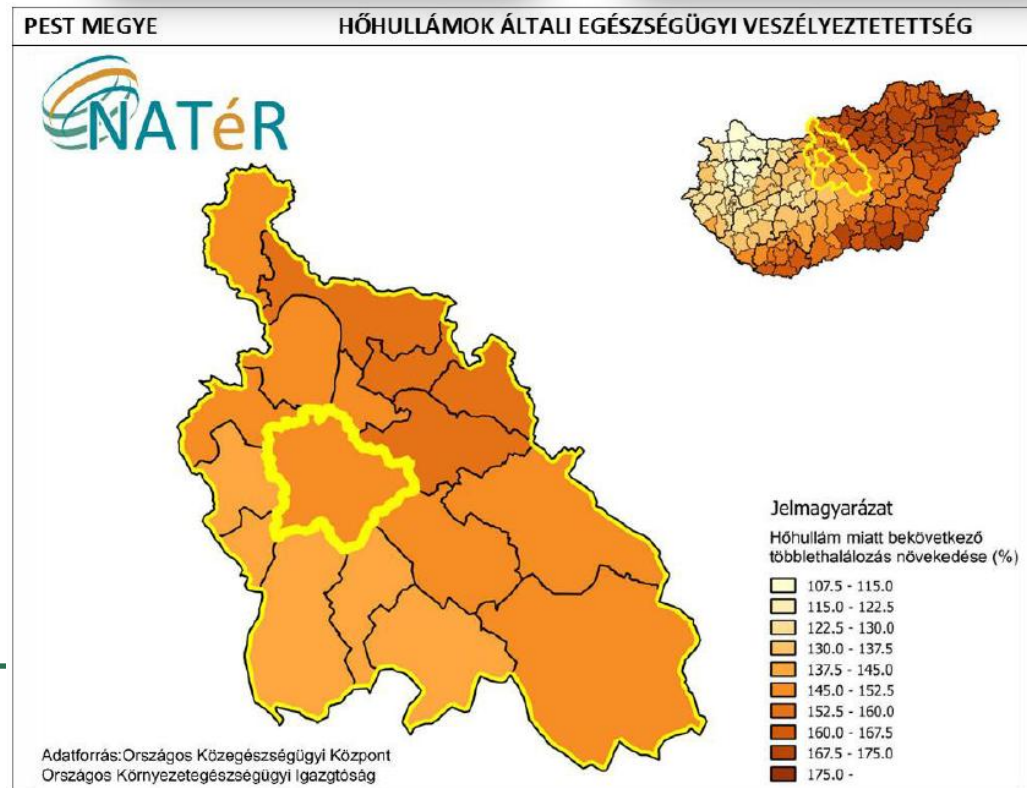 PEST MEGYE
HŐHULLÁMOK ÁLTALI EGÉSZSÉGÜGYI VESZÉLYEZTETETTSÉG
NATéR
Jelmagyarázat
Hőhullám miatt bekövetkező
többlethalálozás növekedése (%)
107.5 - 115.0
115.0 - 122.5
122.5 - 130.0
130.0 - 137.5
137.5 - 145.0
145.0 - 152.5
152.5 - 160.0
160.0 - 167.5
167.5 - 175.0
175.0 -
Adatforrás:Országos Közegészségügyi Központ
Országos Környezetegészségügyi Igazgtóság